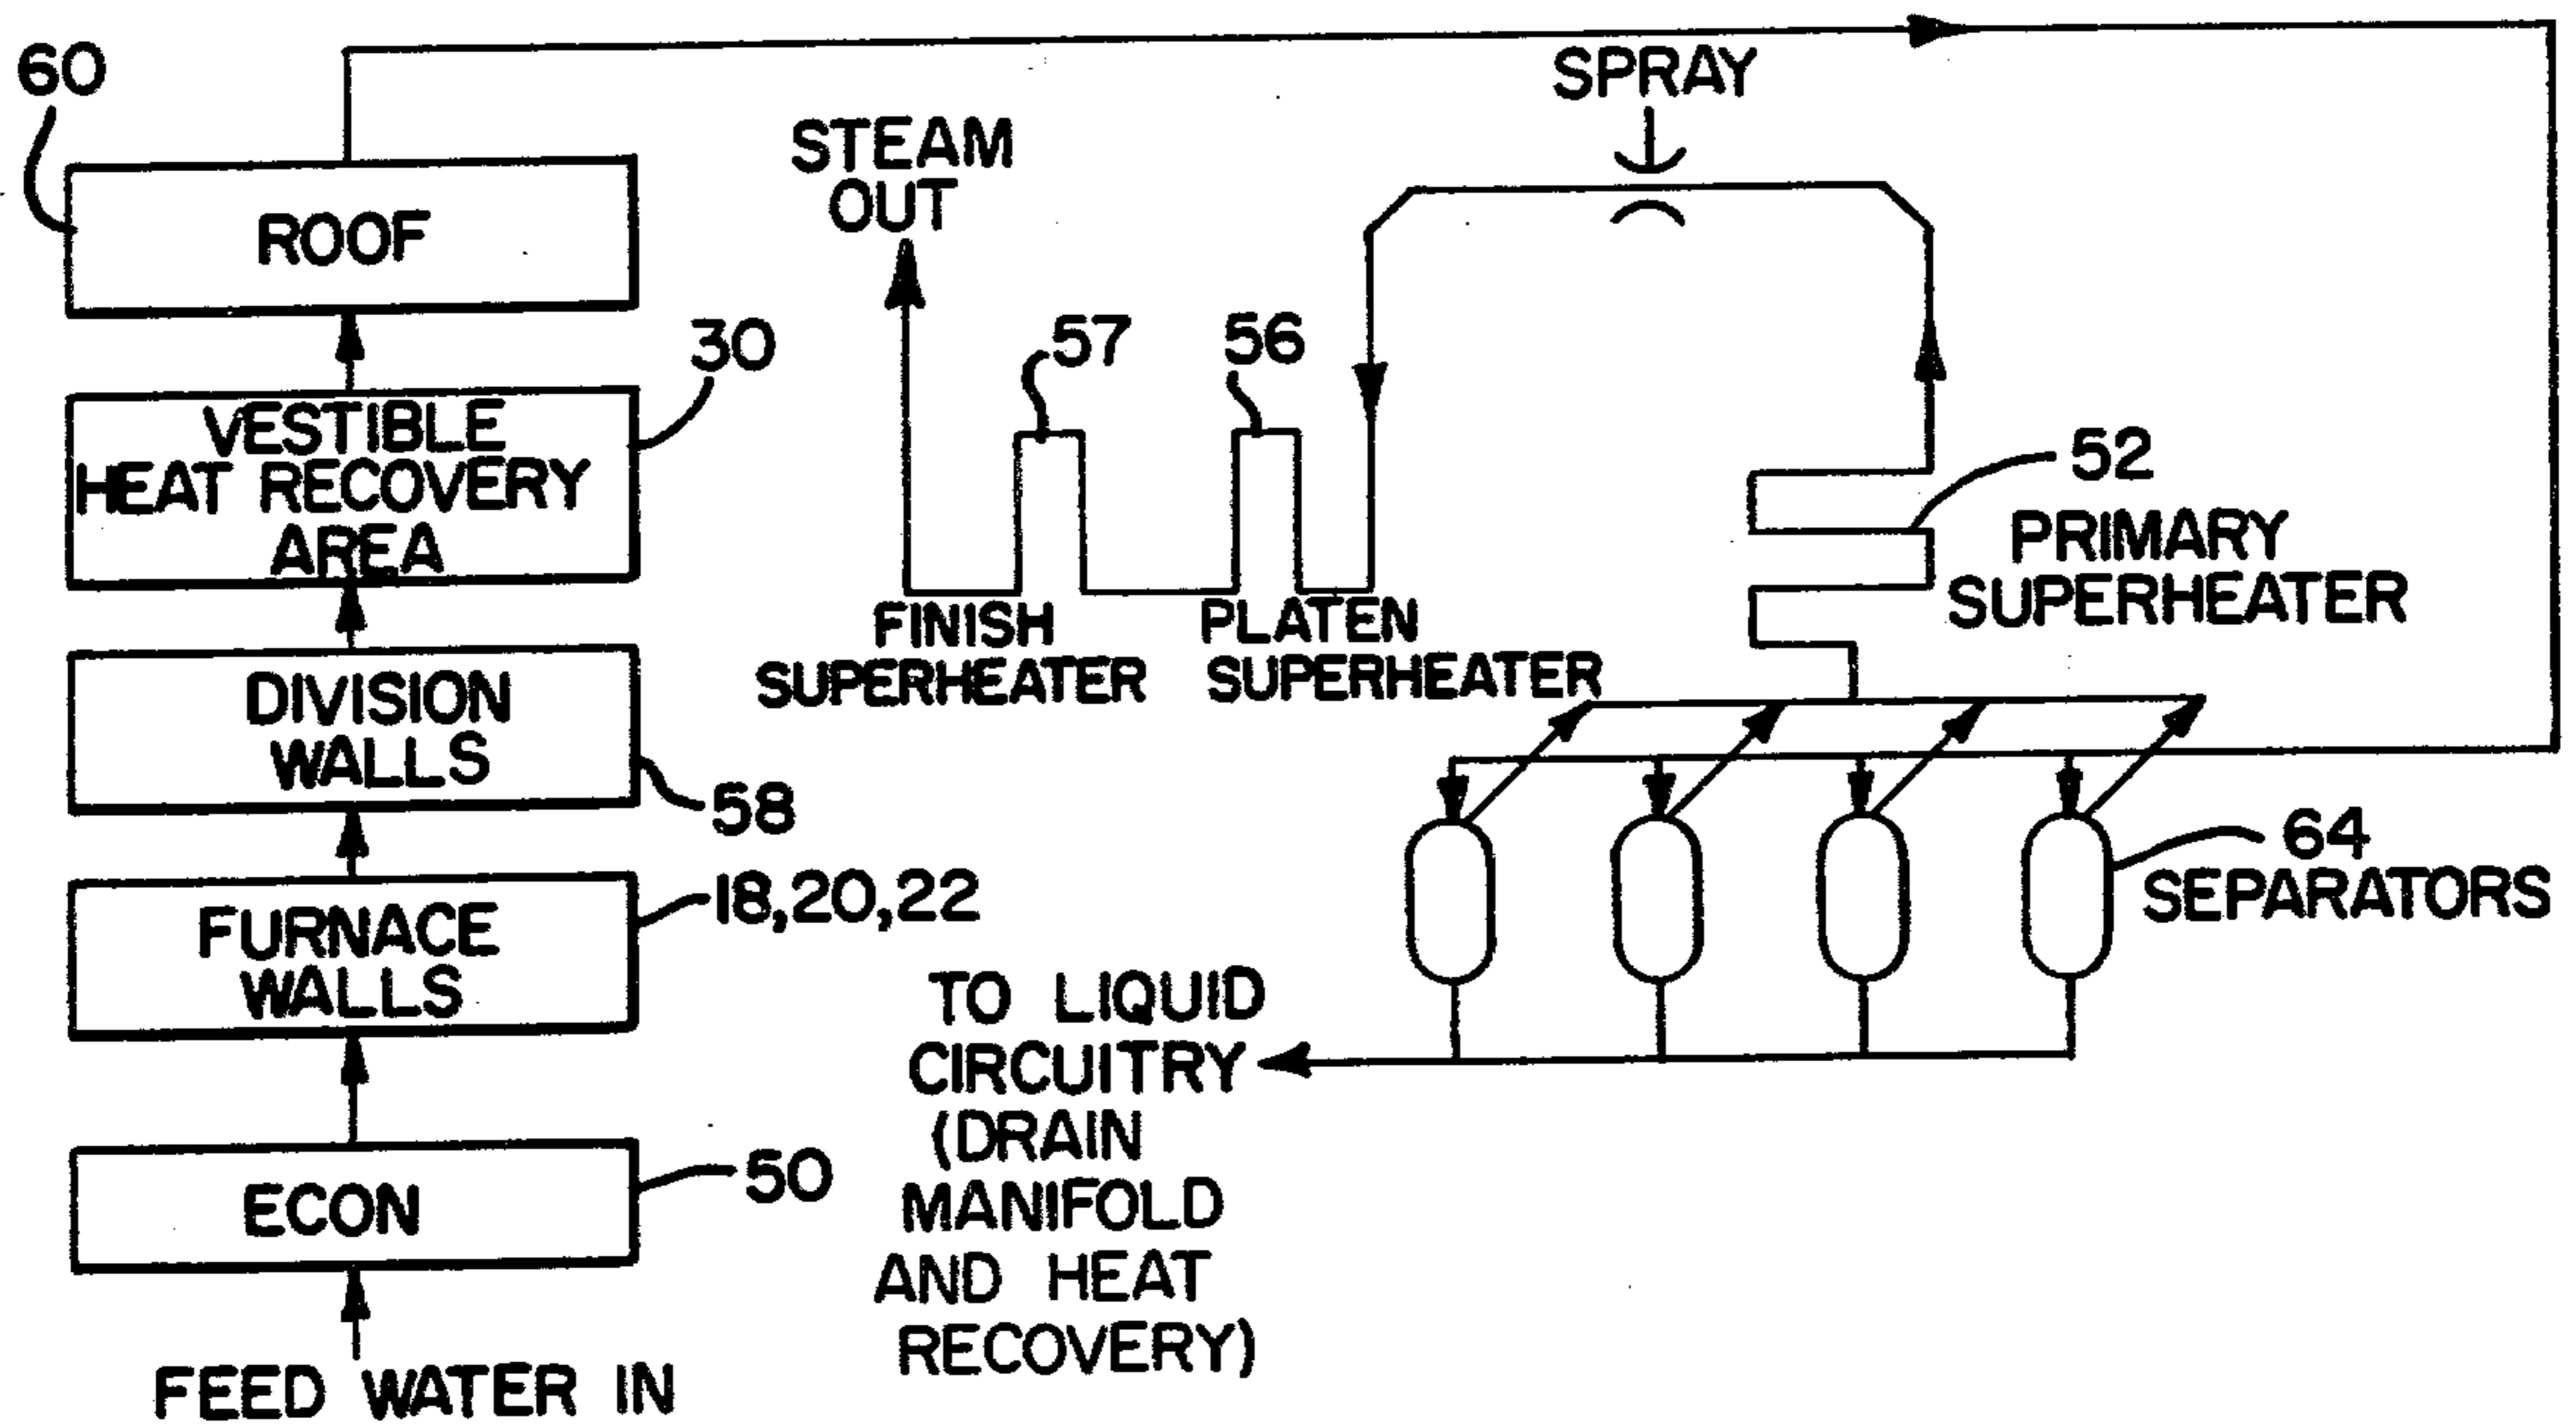 60
SPRAY
STEAM
OUT
ROOF
30
57
56
VESTIBLE
HEAT RECOVERY
AREA
52
PRIMARY
SUPERHEATER
FINISH
SUPERHEATER
PLATEN
SUPERHEATER
DIVISION
WALLS
58
64
SEPARATORS
18,20,22
FURNACE
WALLS
TO LIQUID
CIRCUITRY
(DRAIN
MANIFOLD
AND HEAT
RECOVERY)
50
ECON
FEED WATER IN